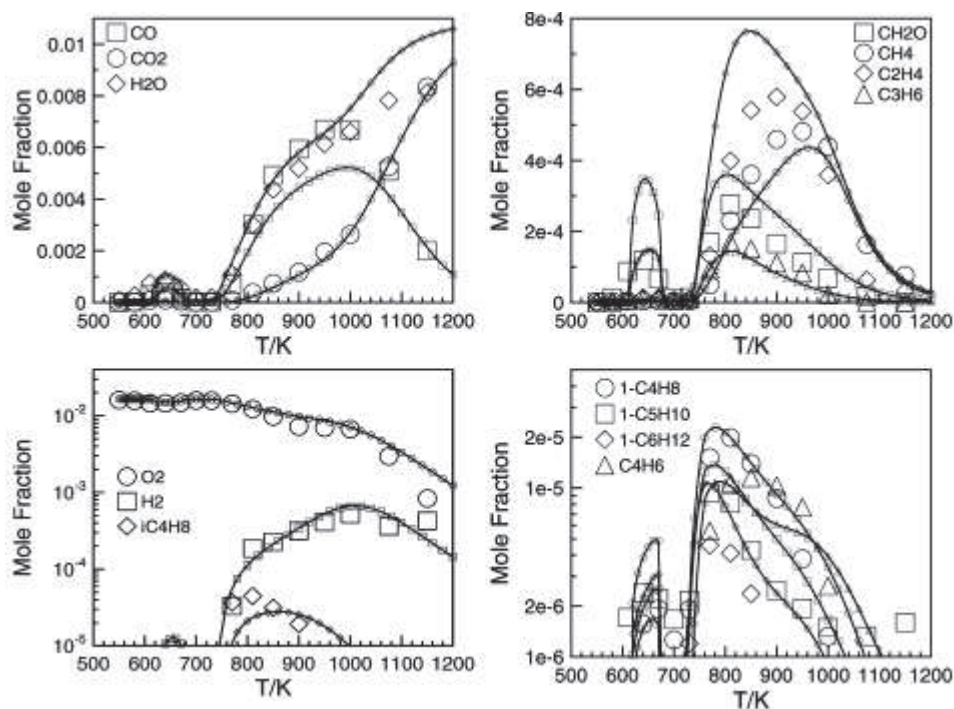 0.01
0.008
0.006
0.004
0.002
0
Mole Fraction
CO
CO2
H2O
500 600 700 800 900 1000 1100 1200
T/K
8e-4
6e-4
4e-4
2e-4
0
Mole Fraction
CH2O
CH4
C2H4
C3H6
500 600 700 800 900 1000 1100 1200
T/K
10-2
10-3
10-4
Mole Fraction
O2
H2
iC4H8
500 600 700 800 900 1000 1100 1200
T/K
2e-5
1e-5
2e-6
1e-6
Mole Fraction
1-C4H8
1-C5H10
1-C6H12
C4H6
500 600 700 800 900 1000 1100 1200
T/K